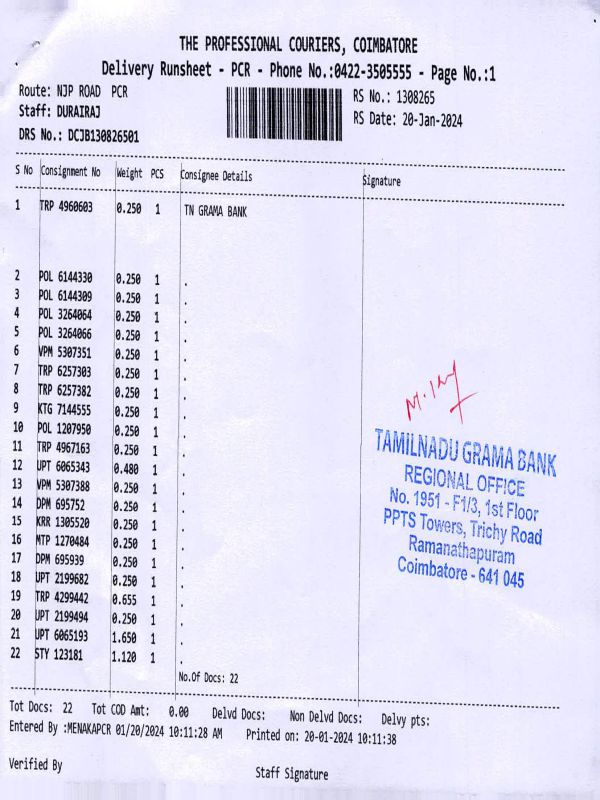 THE PROFESSIONAL COURIERS, COIMBATORE
Delivery Runsheet - PCR - Phone No.:0422-3505555 - Page No.:1
Route: NJP ROAD PCR
RS No.: 1308265
Staff: DURAIRAJ
RS Date: 20-Jan-2024
DRS No.: DCJB130826501
S No Consignment No Weight PCS Consignee Details Signature
1 TRP 4960603 0.250 1 TN GRAMA BANK
2 POL 6144330 0.250 1 .
3 POL 6144309 0.250 1 .
4 POL 3264064 0.250 1 .
5 POL 3264066 0.250 1 .
6 VPM 5307351 0.250 1 .
7 TRP 6257303 0.250 1 .
8 TRP 6257382 0.250 1 .
9 KTG 7144555 0.250 1 .
10 POL 1207950 0.250 1 .
11 TRP 4967163 0.250 1 .
12 UPT 6065343 0.480 1 .
13 VPM 5307388 0.250 1 .
14 DPM 695752 0.250 1 .
15 KRR 1305520 0.250 1 .
16 MTP 1270484 0.250 1 .
17 DPM 695939 0.250 1 .
18 UPT 2199682 0.250 1 .
19 TRP 4299442 0.655 1 .
20 UPT 2199494 0.250 1 .
21 UPT 6065193 1.650 1 .
22 STY 123181 1.120 1 .
TAMILNADU GRAMA BANK
REGIONAL OFFICE
No. 1951 - F1/3, 1st Floor
PPTS Towers, Trichy Road
Ramanathapuram
Coimbatore - 641 045
No.Of Docs: 22
Tot Docs: 22 Tot COD Amt: 0.00 Delvd Docs: Non Delvd Docs: Delvy pts:
Entered By :MENAKAPCR 01/20/2024 10:11:28 AM Printed on: 20-01-2024 10:11:38
Verified By
Staff Signature